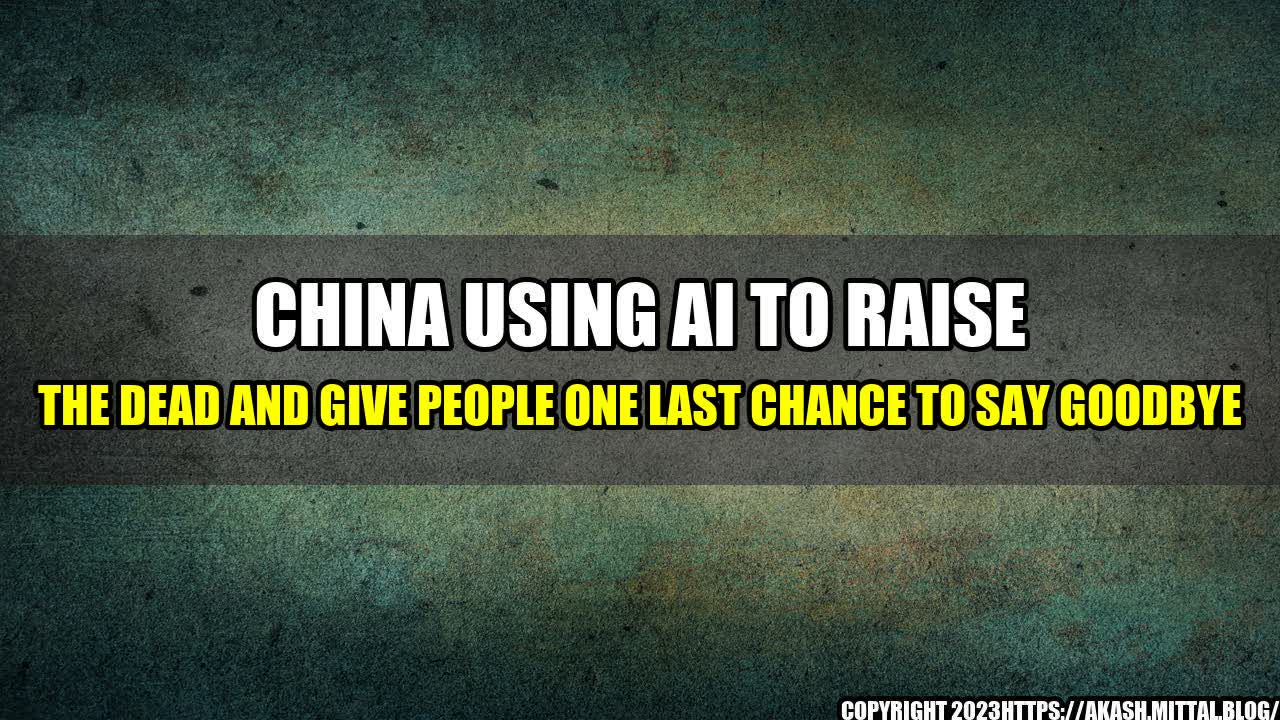 CHINA USING AI TO RAISE
THE DEAD AND GIVE PEOPLE ONE LAST CHANCE TO SAY GOODBYE
COPYRIGHT 2023HTTPS://AKASH.MITTAL.BLOG/